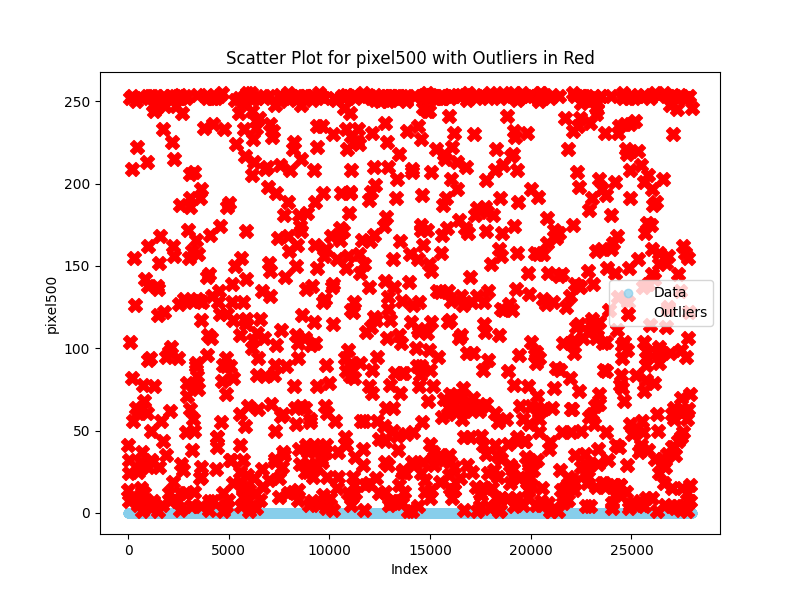 Scatter Plot for pixel500 with Outliers in Red
250
200
150
100
50
0
pixel500
Data
Outliers
0 5000 10000 15000 20000 25000
Index